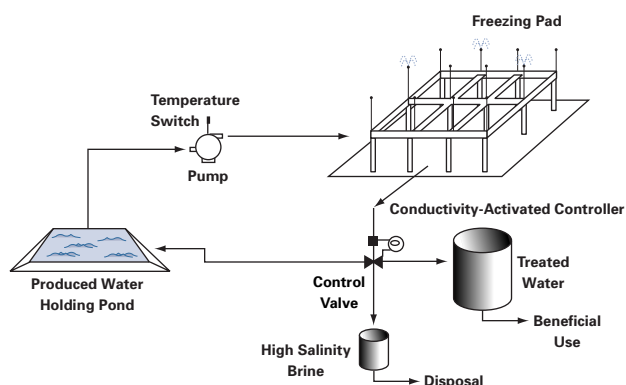 Freezing Pad
Temperature
Switch
Pump
Conductivity-Activated Controller
Produced Water
Holding Pond
Control
Valve
Treated
Water
Beneficial
Use
High Salinity
Brine
Disposal